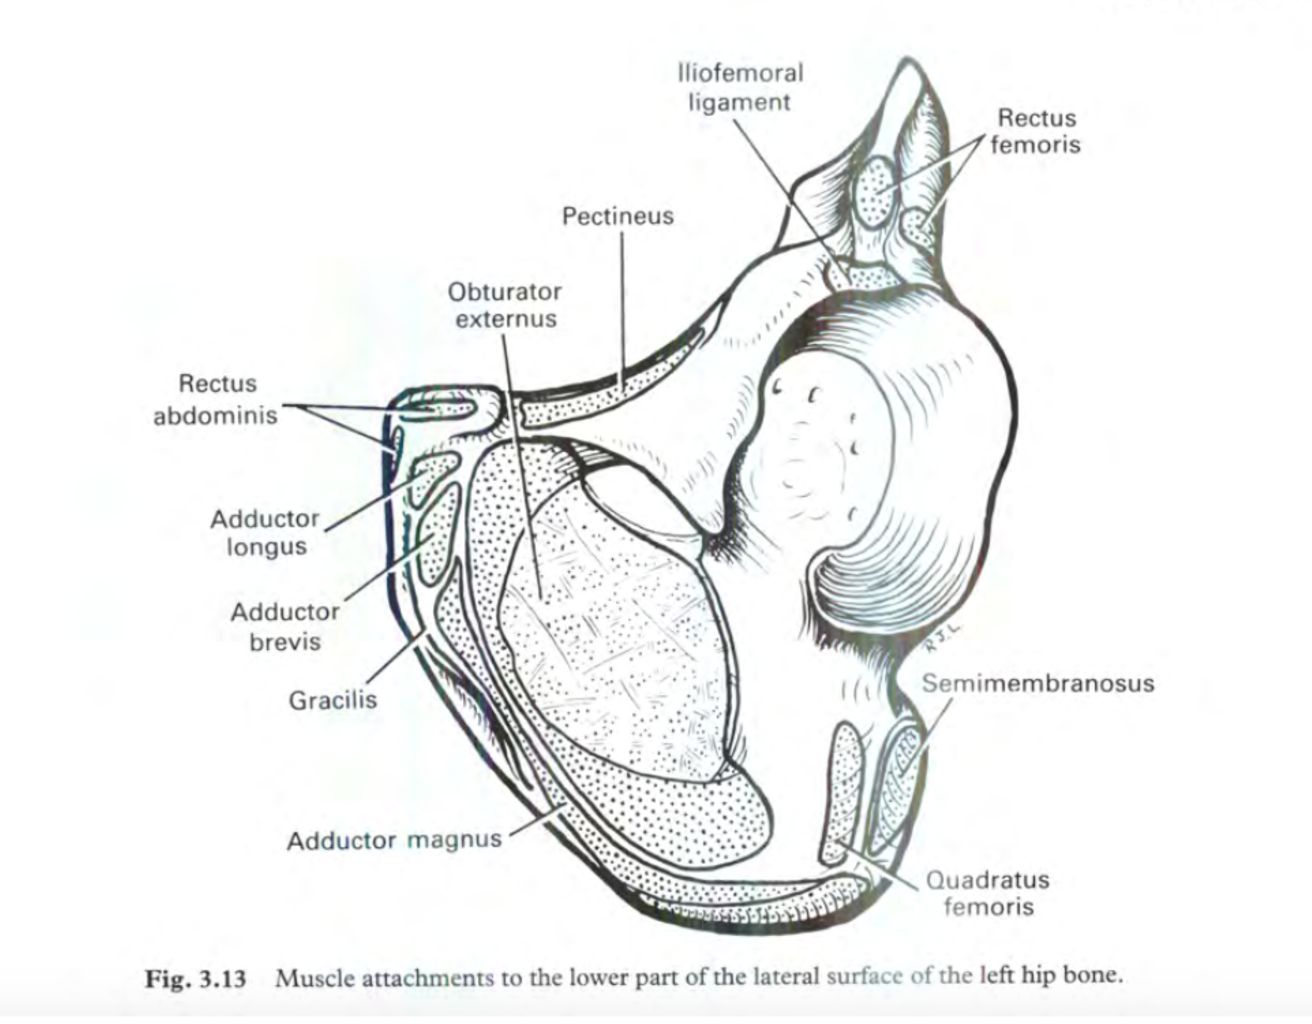 Iliofemoral
ligament
Rectus
femoris
Pectineus
Obturator
externus
Rectus
abdominis
Adductor
longus
Adductor
brevis
Gracilis
R.J.L.
Semimembranosus
Adductor magnus
Quadratus
femoris
Fig. 3.13 Muscle attachments to the lower part of the lateral surface of the left hip bone.